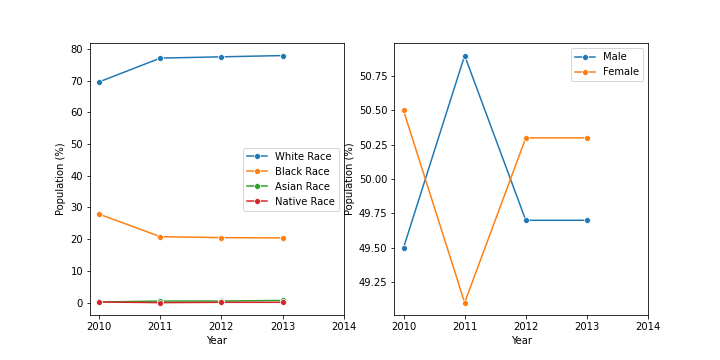 80
70
60
50
40
30
20
10
0
Population (%)
White Race
Black Race
Asian Race
Native Race
2010 2011 2012 2013 2014
Year
50.75
50.50
50.25
50.00
49.75
49.50
49.25
Population (%)
Male
Female
2010 2011 2012 2013 2014
Year